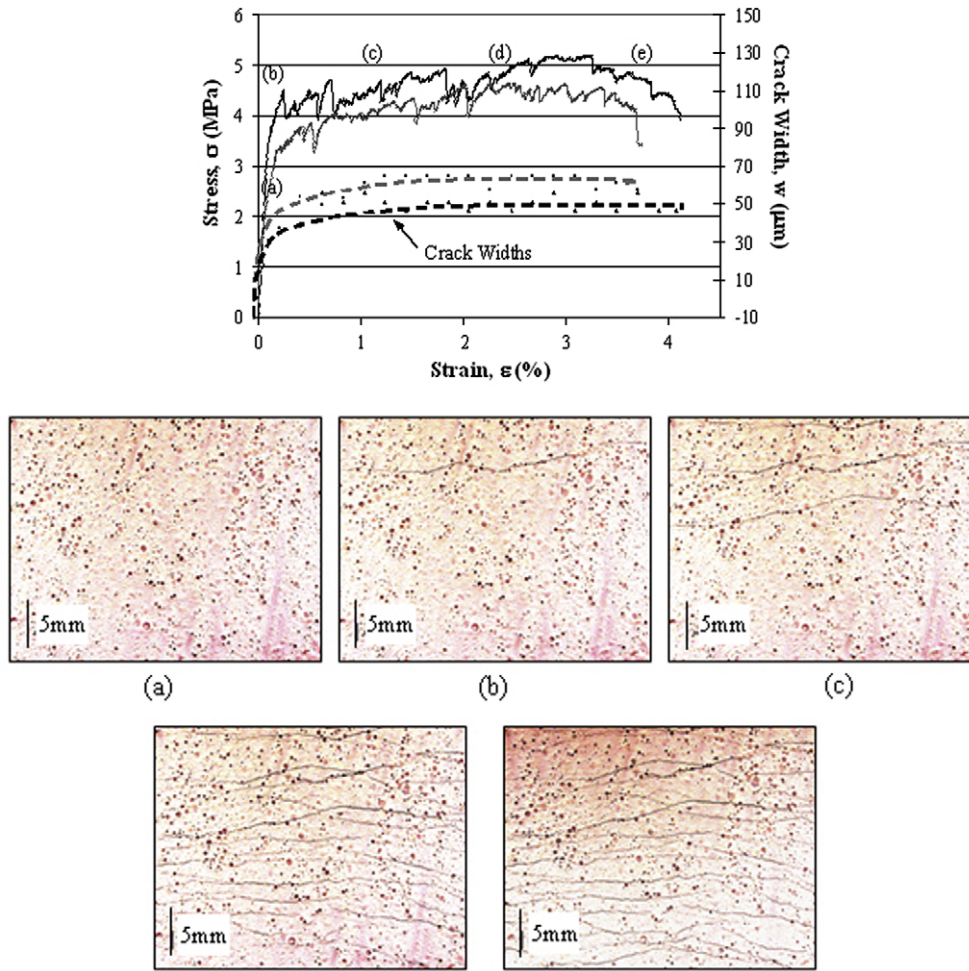 6
5
4
3
2
1
0
Stress, σ (MPa)
150
130
110
90
70
50
30
10
-10
Crack Width, w (μm)
(a)
(b)
(c)
(d)
(e)
Crack Widths
0 1 2 3 4
Strain, ε (%)
5mm
5mm
5mm
(a) (b) (c)
5mm
5mm